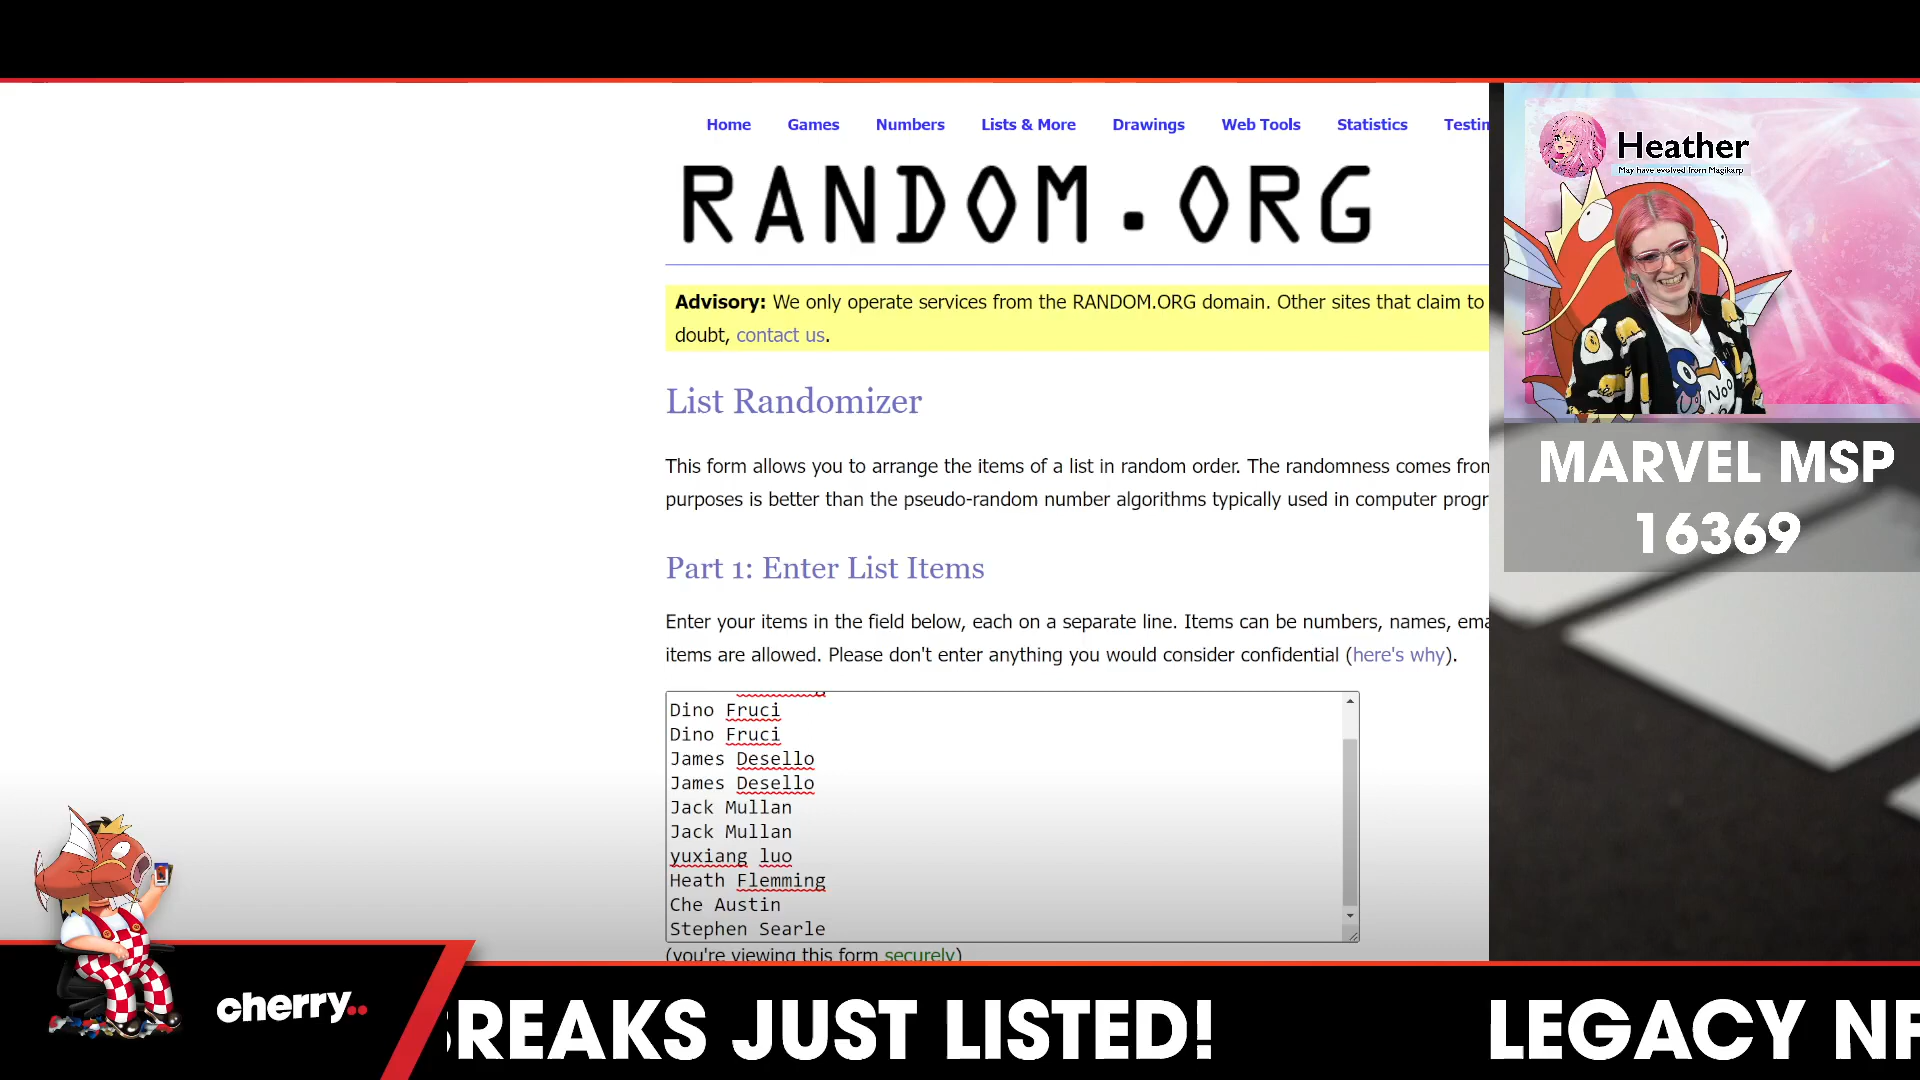 Home Games Numbers Lists & More Drawings Web Tools Statistics Testin
RANDOM.ORG
Advisory: We only operate services from the RANDOM.ORG domain. Other sites that claim to
doubt, contact us.
List Randomizer
This form allows you to arrange the items of a list in random order. The randomness comes from
purposes is better than the pseudo-random number algorithms typically used in computer progr
Part 1: Enter List Items
Enter your items in the field below, each on a separate line. Items can be numbers, names, ema
items are allowed. Please don't enter anything you would consider confidential (here's why).
Dino Fruci
Dino Fruci
James Desello
James Desello
Jack Mullan
Jack Mullan
yuxiang luo
Heath Flemming
Che Austin
Stephen Searle
(you're viewing this form securely)
Heather
May have evolved from Magikarp
Noo
MARVEL MSP
16369
cherry..
BREAKS JUST LISTED!
LEGACY NF